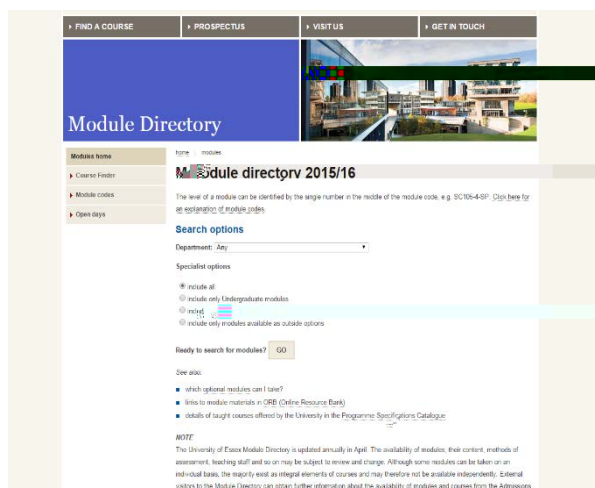 FIND A COURSE
PROSPECTUS
VISIT US
GET IN TOUCH
Module Directory
Modules home
Course Finder
Module codes
Open days
home modules
Module directory 2015/16
The level of a module can be identified by the single number in the middle of the module code, e.g. SC105-4-SP. Click here for
an explanation of module codes.
Search options
Department: Any
Specialist options
include all
include only Undergraduate modules
includ
include only modules available as outside options
Ready to search for modules? GO
See also:
which optional modules can I take?
links to module materials in ORB (Online Resource Bank)
details of taught courses offered by the University in the Programme Specifications Catalogue
NOTE
The University of Essex Module Directory is updated annually in April. The availability of modules, their content, methods of
assessment, teaching staff and so on may be subject to review and change. Although some modules can be taken on an
individual basis, the majority exist as integral elements of courses and may therefore not be available independently. External
visitors to the Module Directory can obtain further information about the availability of modules and courses from the Admissions